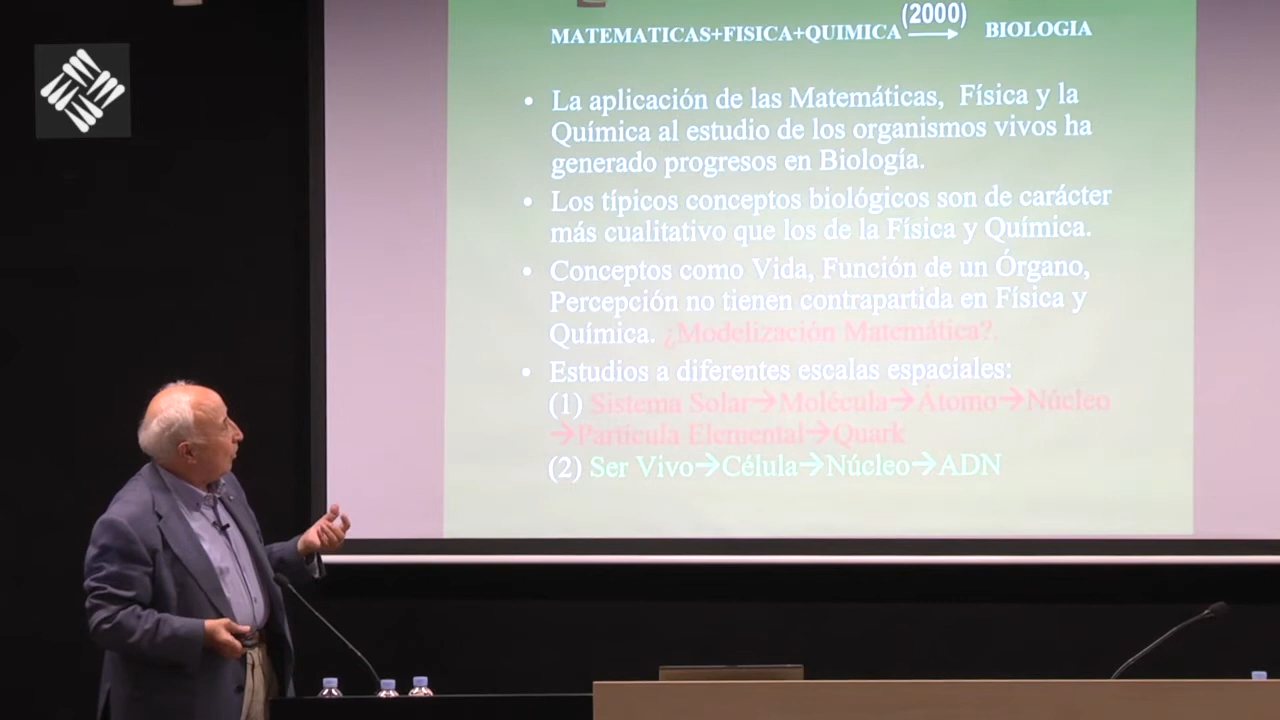 (2000)
MATEMATICAS+FISICA+QUIMICA → BIOLOGIA
• La aplicación de las Matemáticas, Física y la
Química al estudio de los organismos vivos ha
generado progresos en Biología.
• Los típicos conceptos biológicos son de carácter
más cualitativo que los de la Física y Química.
• Conceptos como Vida, Función de un Órgano,
Percepción no tienen contrapartida en Física y
Química. ¿Modelización Matemática?.
• Estudios a diferentes escalas espaciales:
(1) Sistema Solar→Molécula→Átomo→Núcleo
→Partícula Elemental→Quark
(2) Ser Vivo→Célula→Núcleo→ADN